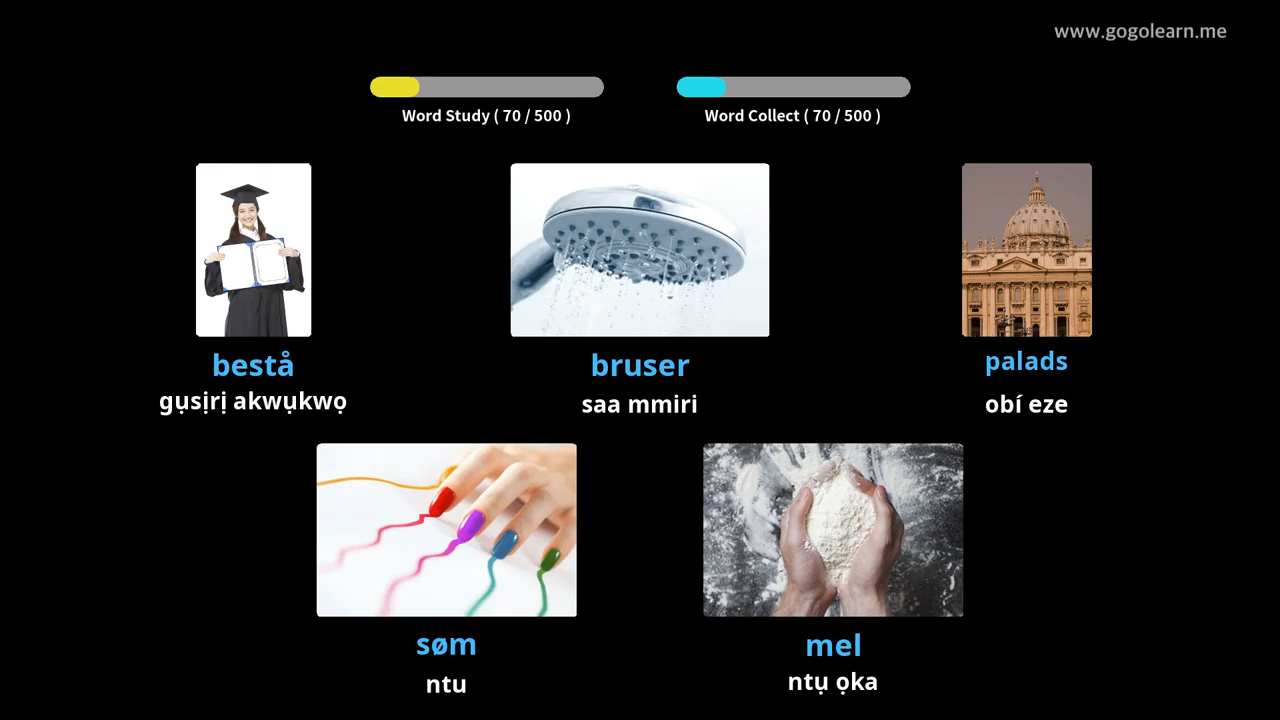 www.gogolearn.me
Word Study ( 70 / 500 )
Word Collect ( 70 / 500 )
bestå
gụsịrị akwụkwọ
bruser
saa mmiri
palads
obí eze
søm
ntu
mel
ntụ ọka